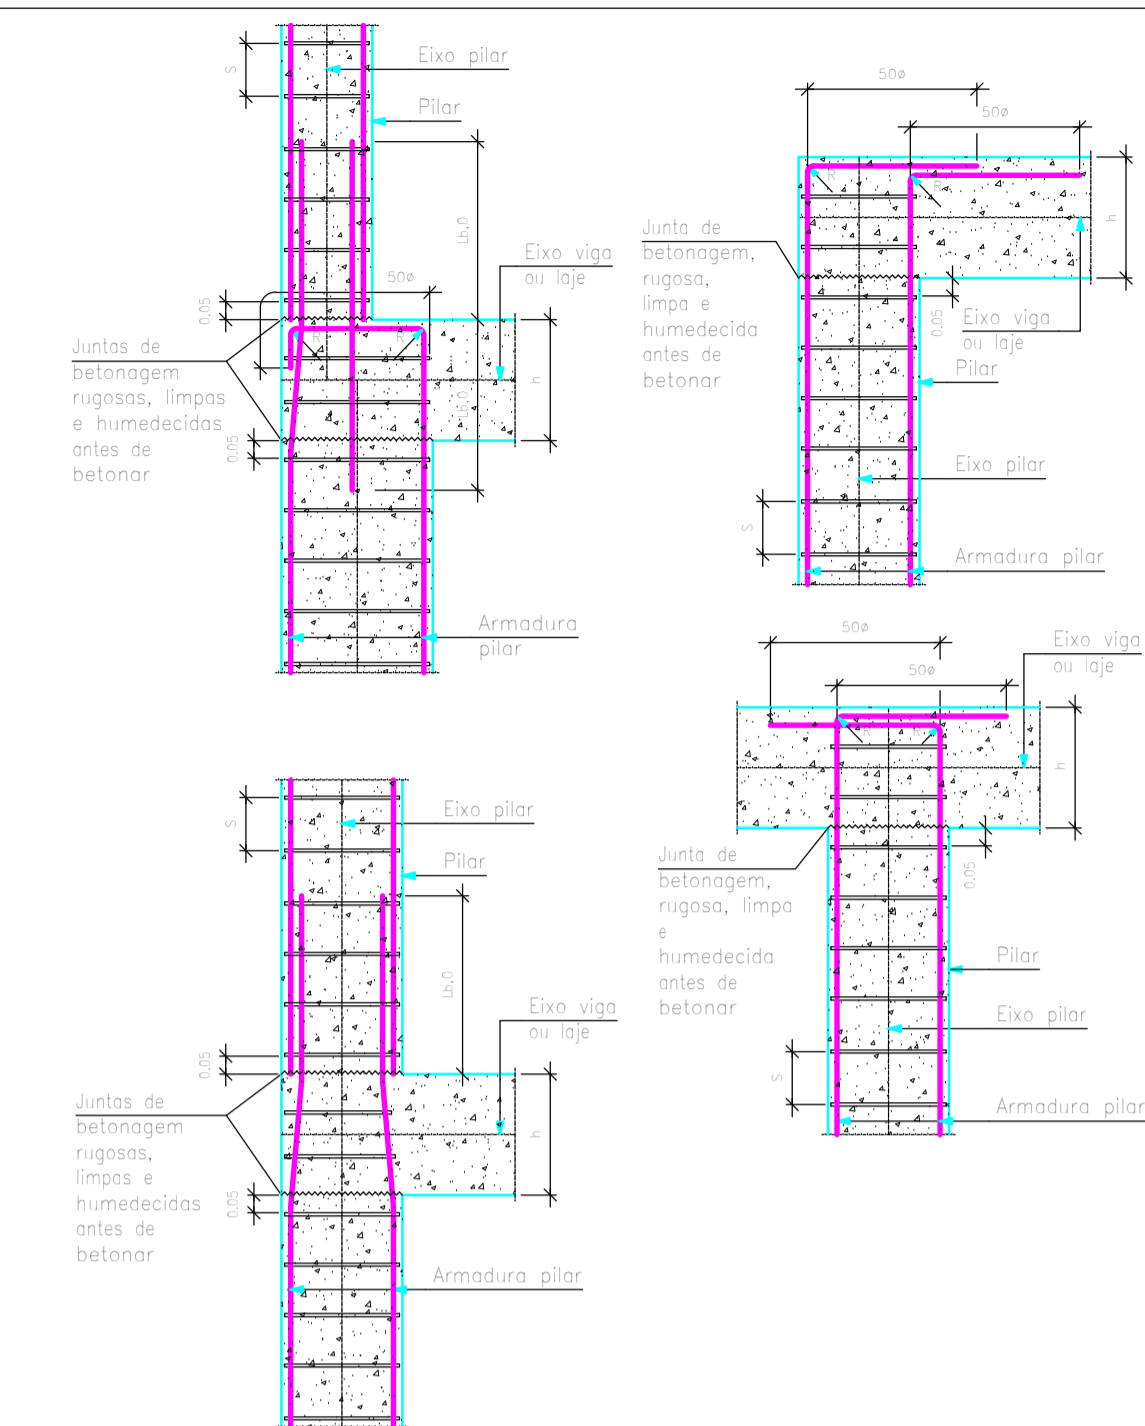 Eixo pilar
S
Pilar
Lb,0
Eixo viga
ou laje
50ø
0.05
R
R
Juntas de
betonagem
rugosas, limpas
e humedecidas
antes de
betonar
h
Lb,0
0.05
Armadura
pilar
50ø
50ø
R
R
Junta de
betonagem,
rugosa,
limpa e
humedecida
antes de
betonar
h
0.05
Eixo viga
ou laje
Pilar
Eixo pilar
S
Armadura pilar
Eixo pilar
S
Pilar
Lb,0
Eixo viga
ou laje
0.05
Juntas de
betonagem
rugosas,
limpas e
humedecidas
antes de
betonar
h
0.05
Armadura pilar
50ø
Eixo viga
ou laje
50ø
R
R
h
Junta de
betonagem,
rugosa, limpa
e
humedecida
antes de
betonar
0.05
Pilar
Eixo pilar
S
Armadura pilar